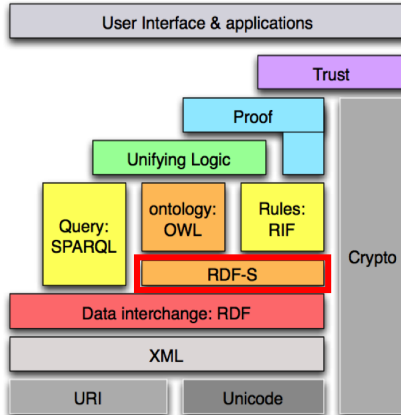 User Interface & applications
Trust
Proof
Unifying Logic
Query:
SPARQL
ontology:
OWL
Rules:
RIF
Crypto
RDF-S
Data interchange: RDF
XML
URI
Unicode